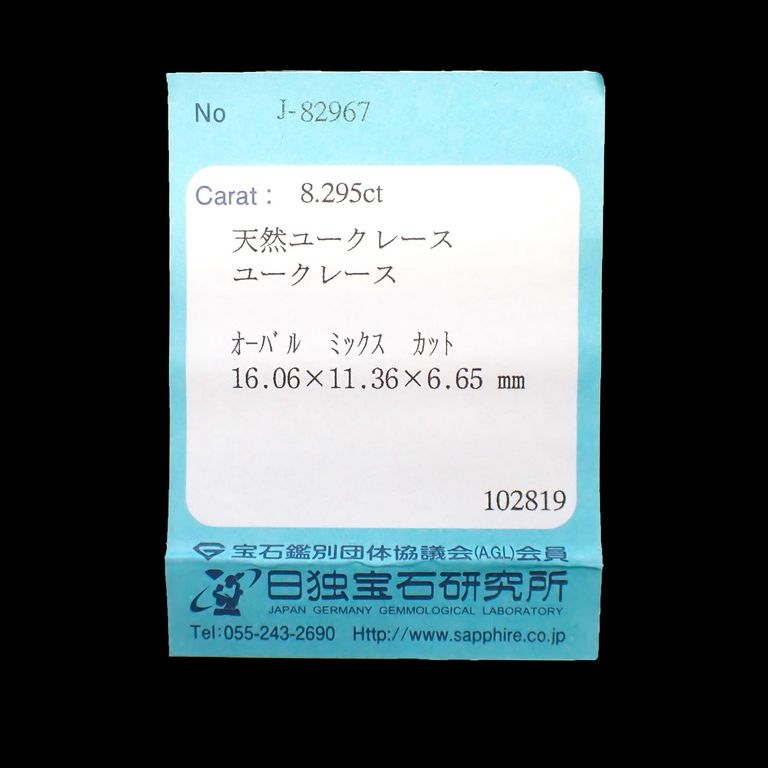 No J-82967
Carat: 8.295ct
天然ユークレース
ユークレース
ｵｰﾊﾞﾙ ﾐｯｸｽ ｶｯﾄ
16.06×11.36×6.65 mm
102819
宝石鑑別団体協議会(A.G.L)会員
日独宝石研究所
JAPAN GERMANY GEMMOLOGICAL LABORATORY
Tel:055-243-2690 Http://www.sapphire.co.jp